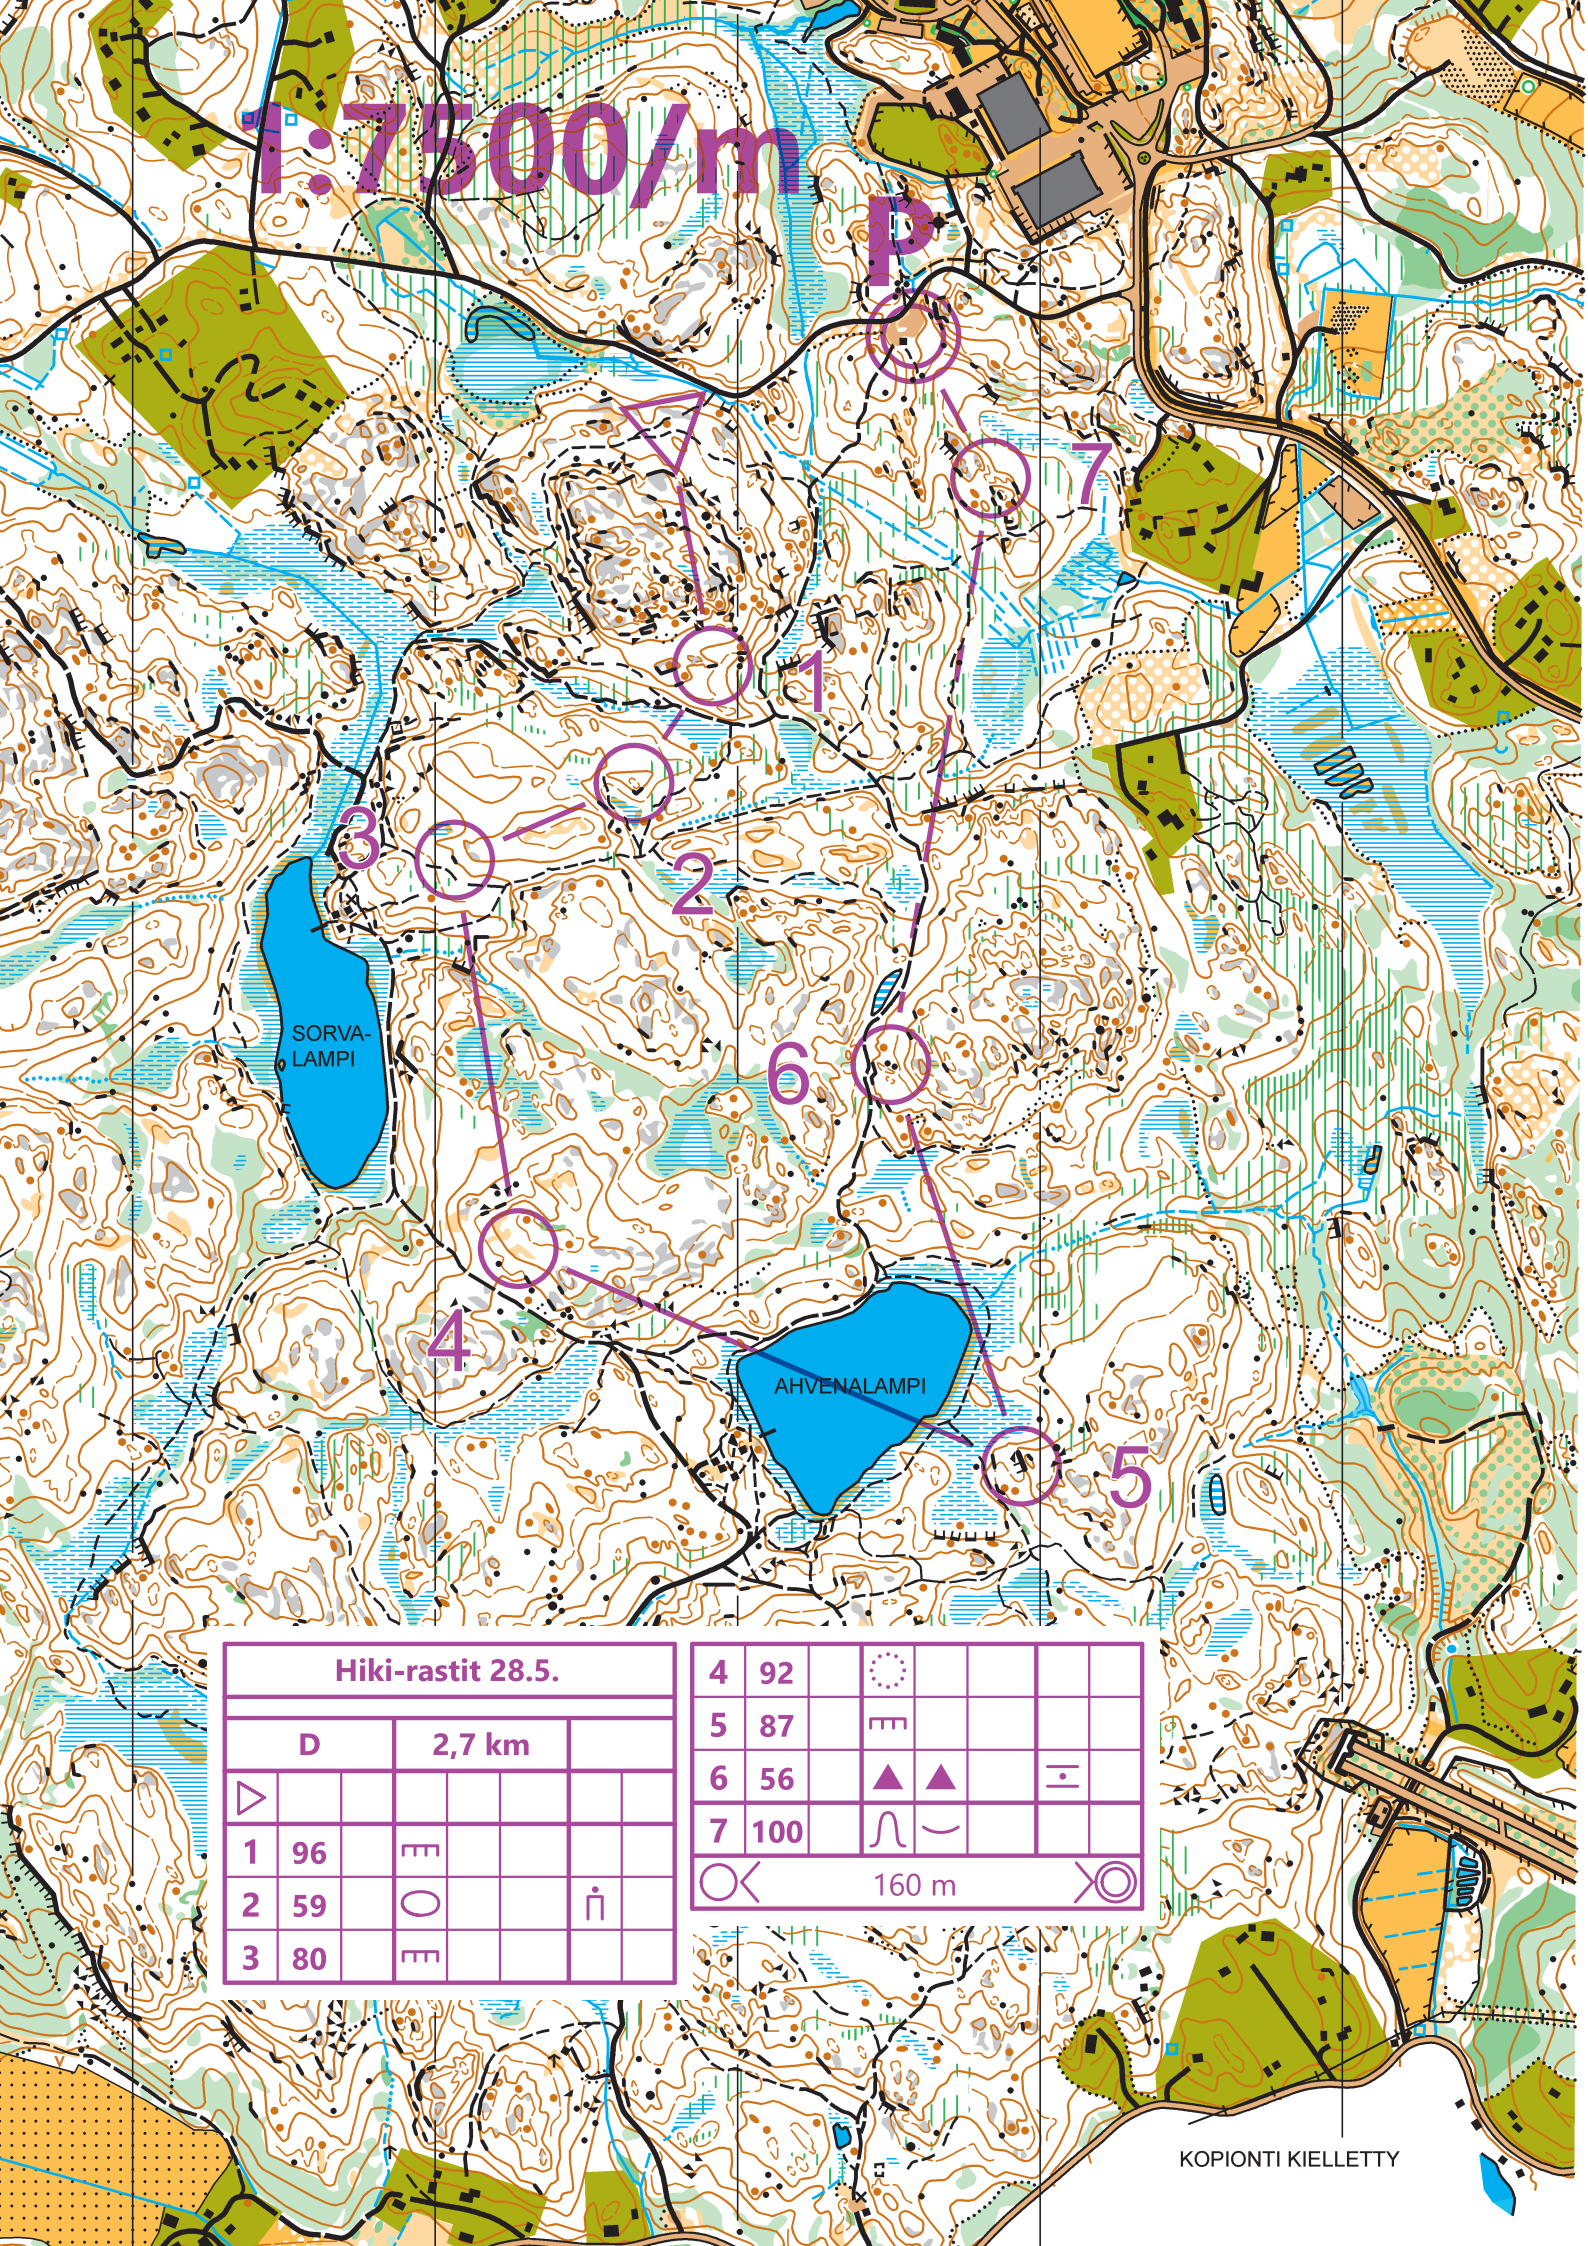 1:7500/m
P
7
1
3
2
SORVA-
LAMPI
6
4
AHVENALAMPI
5
Hiki-rastit 28.5.
D 2,7 km
1 96
2 59
3 80
4 92
5 87
6 56
7 100
160 m
KOPIONTI KIELLETTY